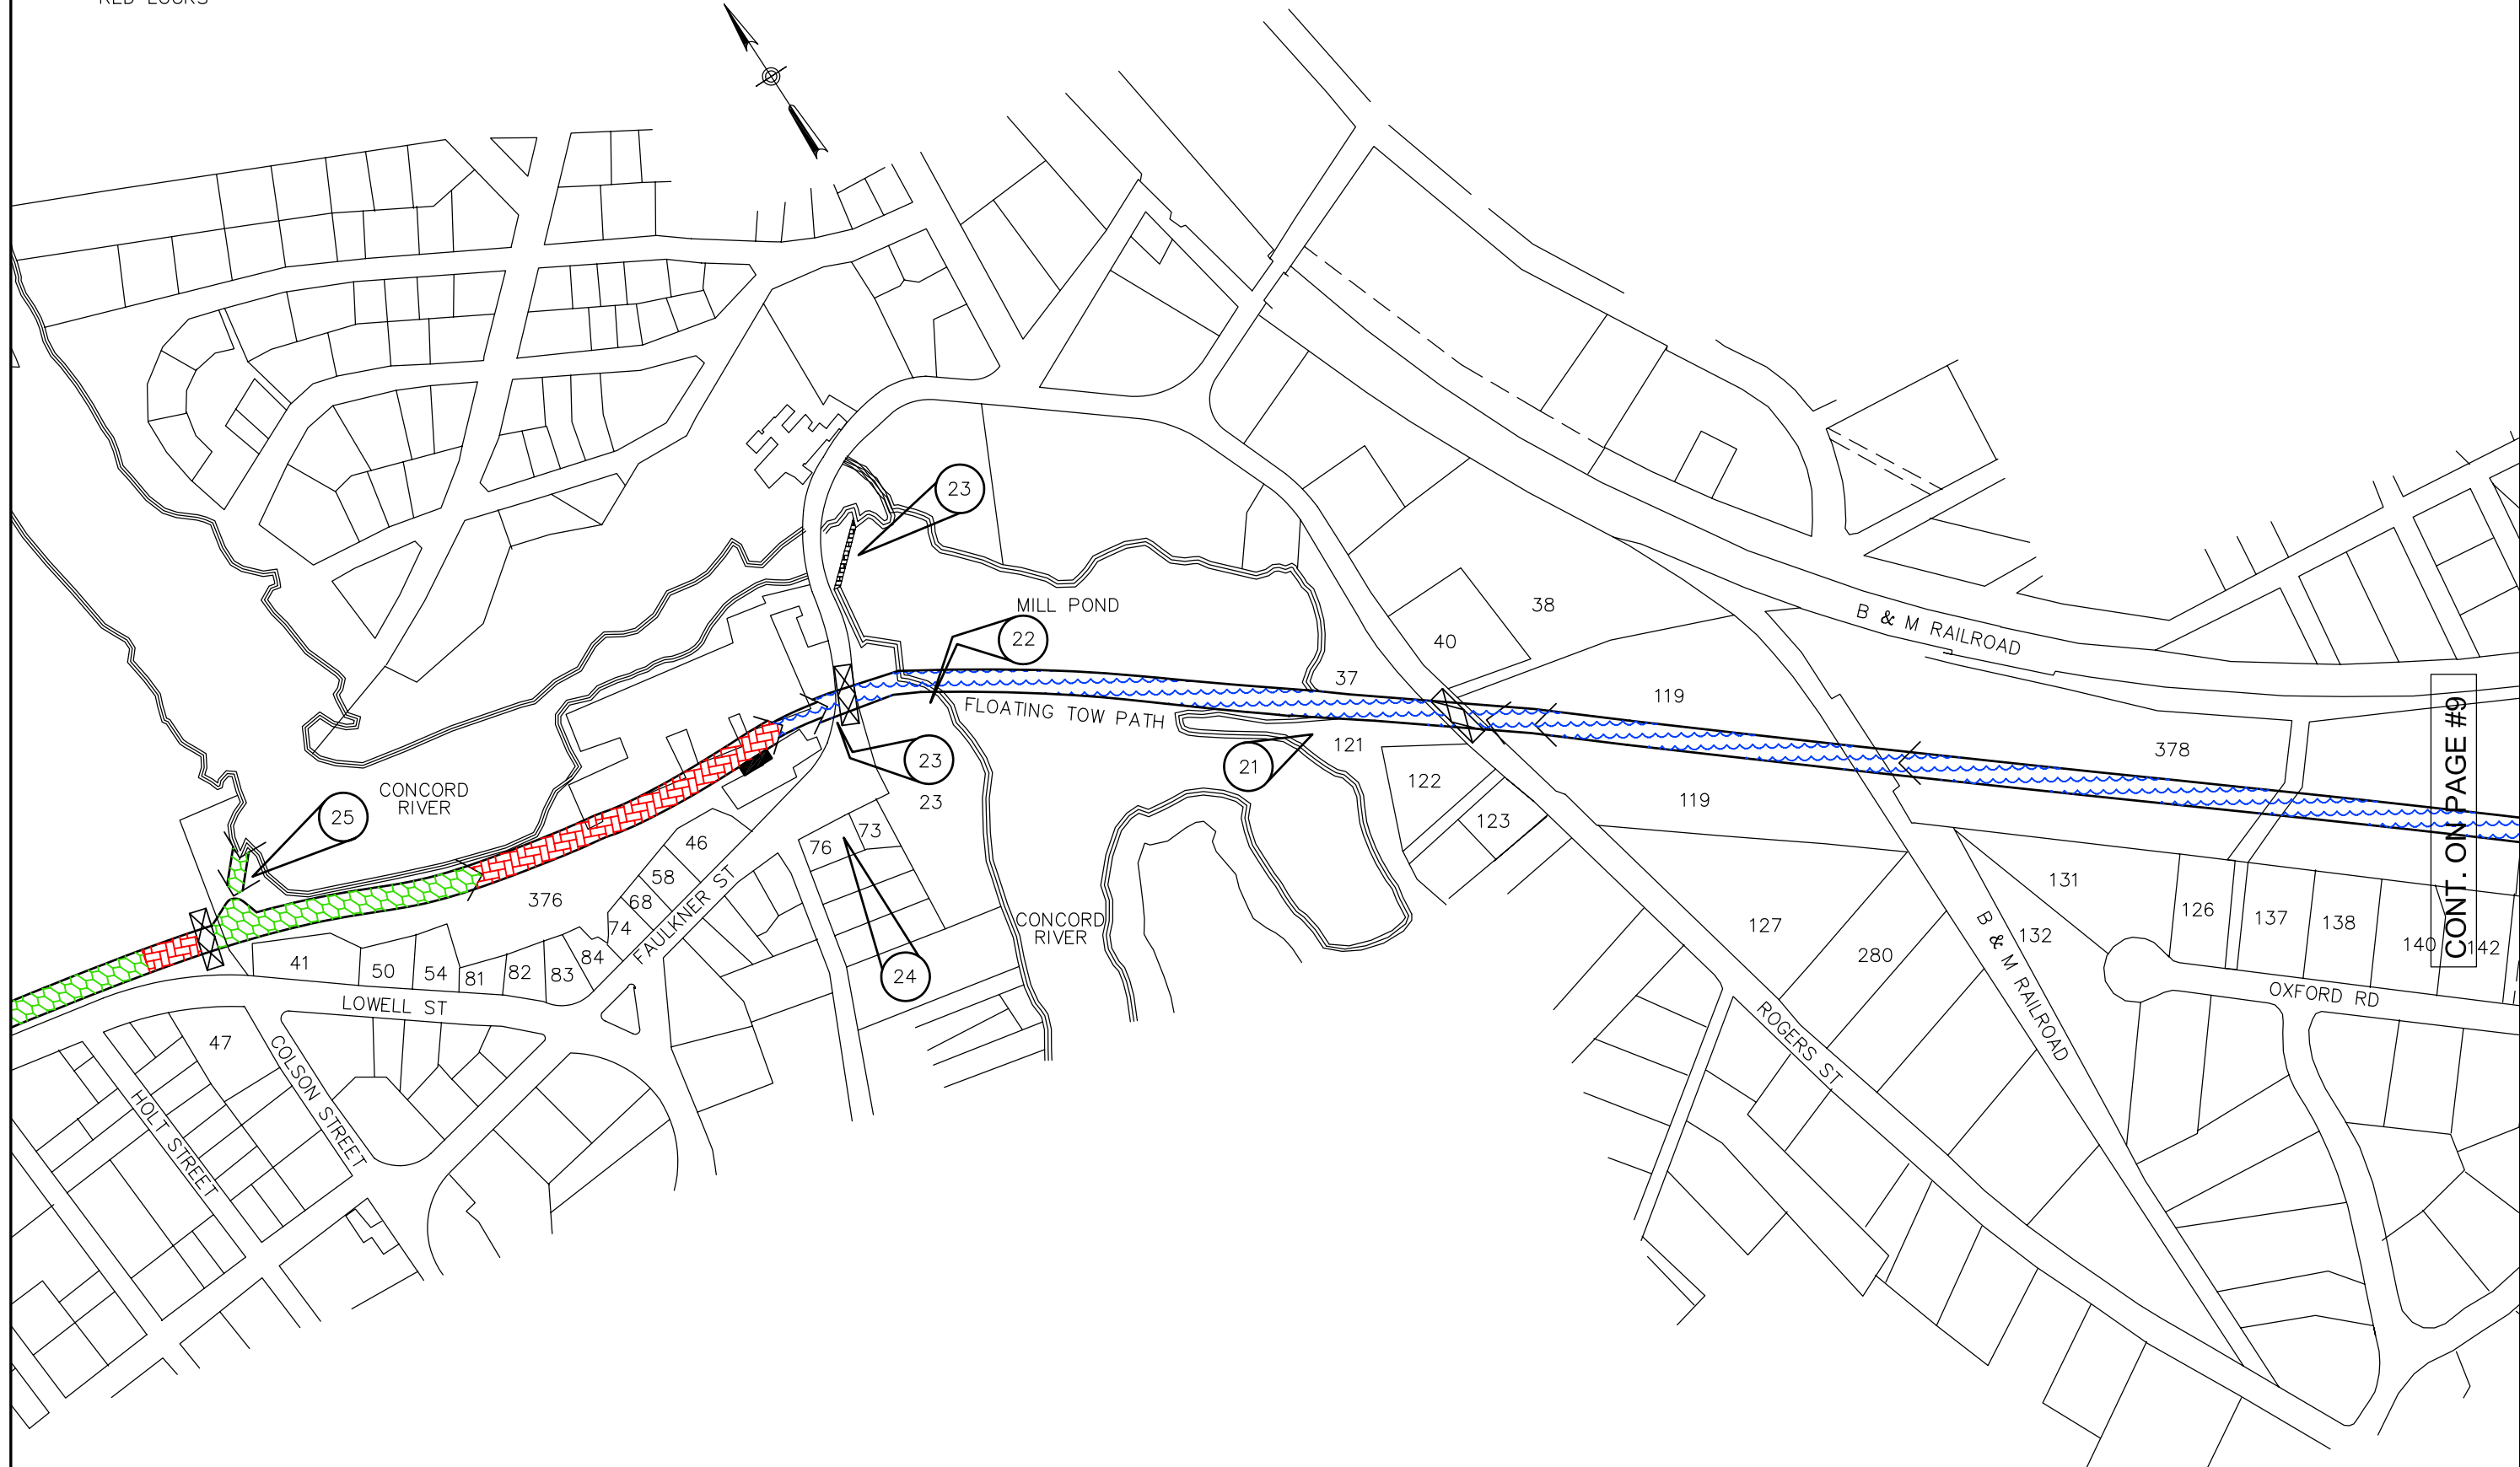 RED LOCKS
23
MILL POND
38
40
22
B & M RAILROAD
37
119
FLOATING TOW PATH
121
378
CONT. ON PAGE #9
21
23
122
CONCORD
RIVER
23
119
25
123
73
46
76
58
131
376
68
126
137
138
74
FAULKNER ST
CONCORD
RIVER
127
132
140
142
280
84
41
50
54
81
82
83
24
B & M RAILROAD
OXFORD RD
LOWELL ST
47
ROGERS ST
COLSON STREET
HOLT STREET